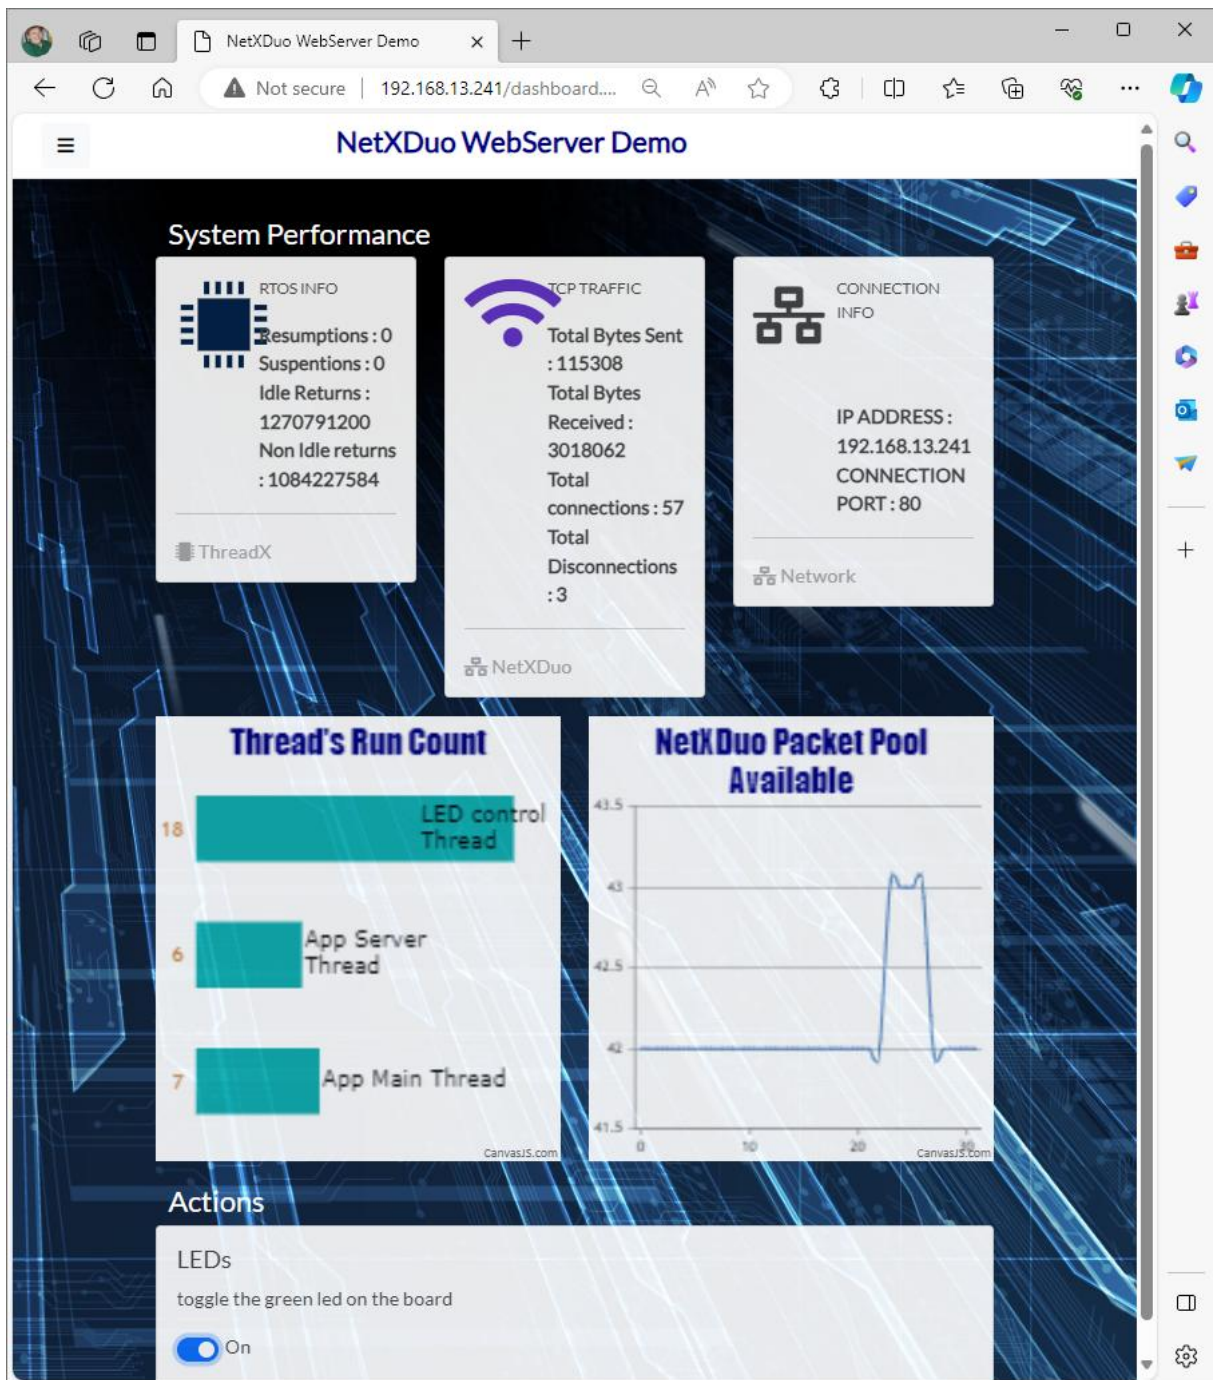 NetXDuo WebServer Demo
Not secure | 192.168.13.241/dashboard....
NetXDuo WebServer Demo
System Performance
RTOS INFO
Resumptions : 0
Suspentions : 0
Idle Returns :
1270791200
Non Idle returns
: 1084227584
ThreadX
TCP TRAFFIC
Total Bytes Sent
: 115308
Total Bytes
Received :
3018062
Total
connections : 57
Total
Disconnections
: 3
NetXDuo
CONNECTION
INFO
IP ADDRESS :
192.168.13.241
CONNECTION
PORT : 80
Network
Thread's Run Count
18
LED control
Thread
6
App Server
Thread
7
App Main Thread
CanvasJS.com
NetXDuo Packet Pool
Available
43.5
43
42.5
42
41.5
0 10 20 30
CanvasJS.com
Actions
LEDs
toggle the green led on the board
On